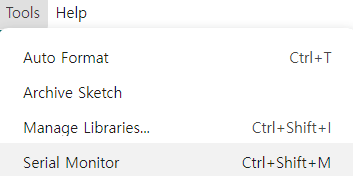 Tools Help
Auto Format Ctrl+T
Archive Sketch
Manage Libraries... Ctrl+Shift+I
Serial Monitor Ctrl+Shift+M